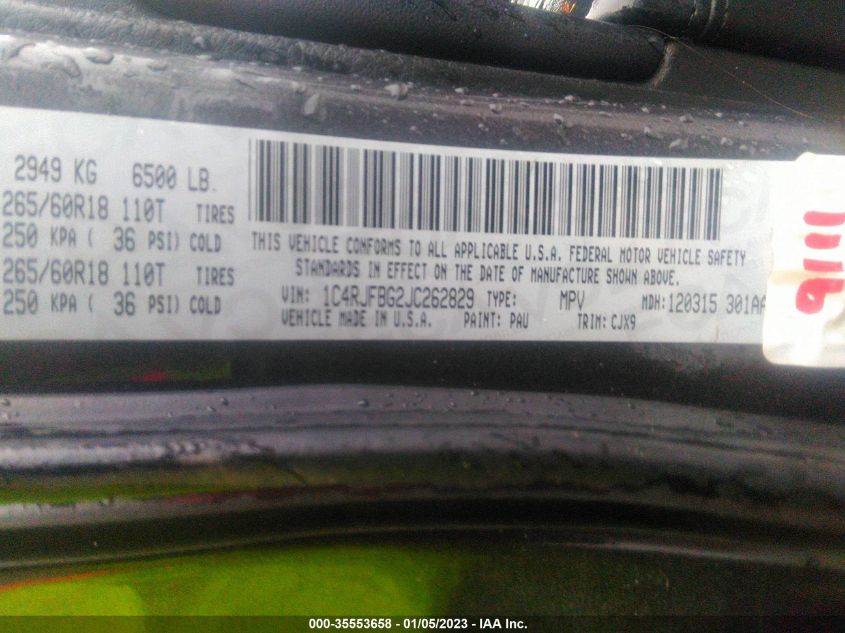 2949 KG 6500 LB.
265/60R18 110T TIRES
250 KPA ( 36 PSI) COLD
265/60R18 110T TIRES
250 KPA ( 36 PSI) COLD
THIS VEHICLE CONFORMS TO ALL APPLICABLE U.S.A. FEDERAL MOTOR VEHICLE SAFETY
STANDARDS IN EFFECT ON THE DATE OF MANUFACTURE SHOWN ABOVE.
VIN: 1C4RJFBG2JC262829 TYPE: MPV MDH:120315 301AA
VEHICLE MADE IN U.S.A. PAINT: PAU TRIM: CJX9
000-35553658 - 01/05/2023 - IAA Inc.